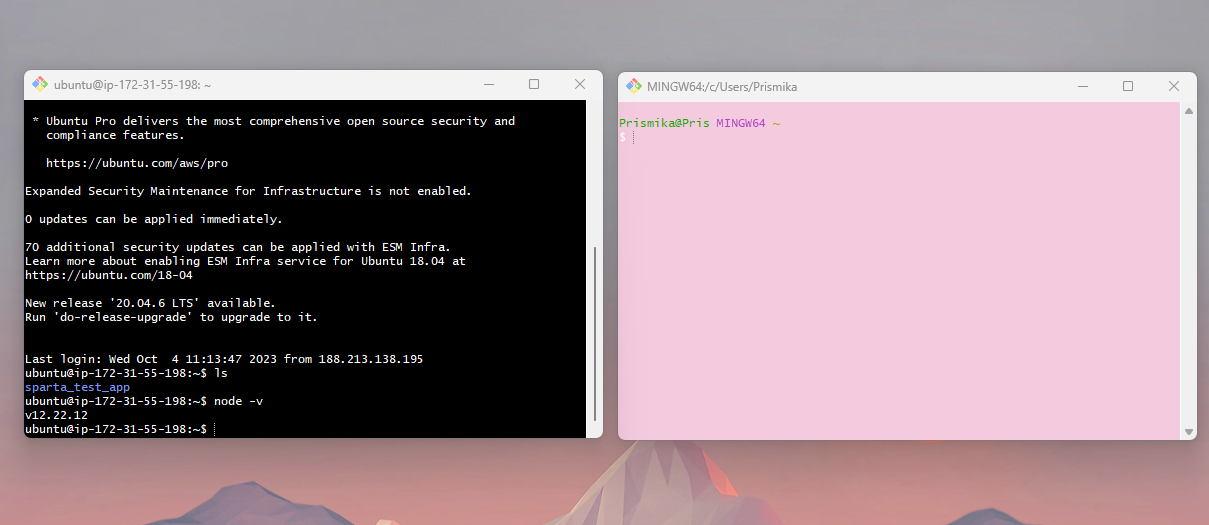 ubuntu@ip-172-31-55-198: ~
* Ubuntu Pro delivers the most comprehensive open source security and
compliance features.
https://ubuntu.com/aws/pro
Expanded Security Maintenance for Infrastructure is not enabled.
0 updates can be applied immediately.
70 additional security updates can be applied with ESM Infra.
Learn more about enabling ESM Infra service for Ubuntu 18.04 at
https://ubuntu.com/18-04
New release '20.04.6 LTS' available.
Run 'do-release-upgrade' to upgrade to it.
Last login: Wed Oct  4 11:13:47 2023 from 188.213.138.195
ubuntu@ip-172-31-55-198:~$ ls
sparta_test_app
ubuntu@ip-172-31-55-198:~$ node -v
v12.22.12
ubuntu@ip-172-31-55-198:~$
MINGW64:/c/Users/Prismika
Prismika@Pris MINGW64 ~
$